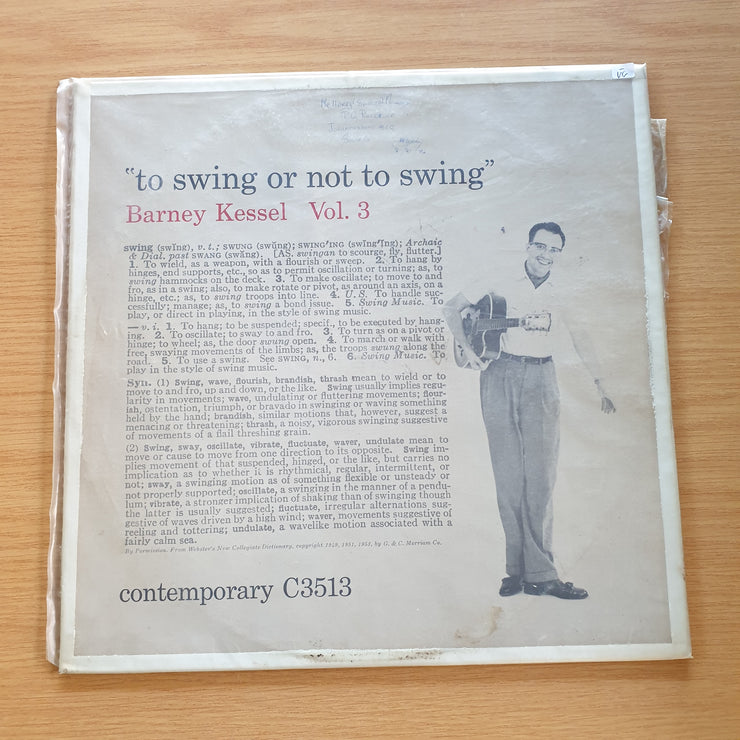 VG
"to swing or not to swing"
Barney Kessel Vol. 3
swing (swĭng), v. t.; SWUNG (swŭng); SWING'ING (swĭng'ĭng); Archaic
& Dial. past SWANG (swăng). [AS. swingan to scourge, fly, flutter.]
1. To wield, as a weapon, with a flourish or sweep. 2. To hang by
hinges, end supports, etc., so as to permit oscillation or turning; as, to
swing hammocks on the deck. 3. To make oscillate; to move to and
fro, as in a swing; also, to make rotate or pivot, as around an axis, on a
hinge, etc.; as, to swing troops into line. 4. U. S. To handle suc-
cessfully; manage; as, to swing a bond issue. 5. Swing Music. To
play, or direct in playing, in the style of swing music.
— v. i. 1. To hang; to be suspended; specif., to be executed by hang-
ing. 2. To oscillate; to sway to and fro. 3. To turn as on a pivot or
hinge; to wheel; as, the door swung open. 4. To march or walk with
free, swaying movements of the limbs; as, the troops swung along the
road. 5. To use a swing. See SWING, n., 6. 6. Swing Music. To
play in the style of swing music.
Syn. (1) Swing, wave, flourish, brandish, thrash mean to wield or to
move to and fro, up and down, or the like. Swing usually implies regu-
larity in movements; wave, undulating or fluttering movements; flour-
ish, ostentation, triumph, or bravado in swinging or waving something
held by the hand; brandish, similar motions that, however, suggest a
menacing or threatening; thrash, a noisy, vigorous swinging suggestive
of movements of a flail threshing grain.
(2) Swing, sway, oscillate, vibrate, fluctuate, waver, undulate mean to
move or cause to move from one direction to its opposite. Swing im-
plies movement of that suspended, hinged, or the like, but carries no
implication as to whether it is rhythmical, regular, intermittent, or
not; sway, a swinging motion as of something flexible or unsteady or
not properly supported; oscillate, a swinging in the manner of a pendu-
lum; vibrate, a stronger implication of shaking than of swinging though
the latter is usually suggested; fluctuate, irregular alternations sug-
gestive of waves driven by a high wind; waver, movements suggestive of
reeling and tottering; undulate, a wavelike motion associated with a
fairly calm sea.
By Permission. From Webster's New Collegiate Dictionary, copyright 1949, 1951, 1953, by G. & C. Merriam Co.
contemporary C3513